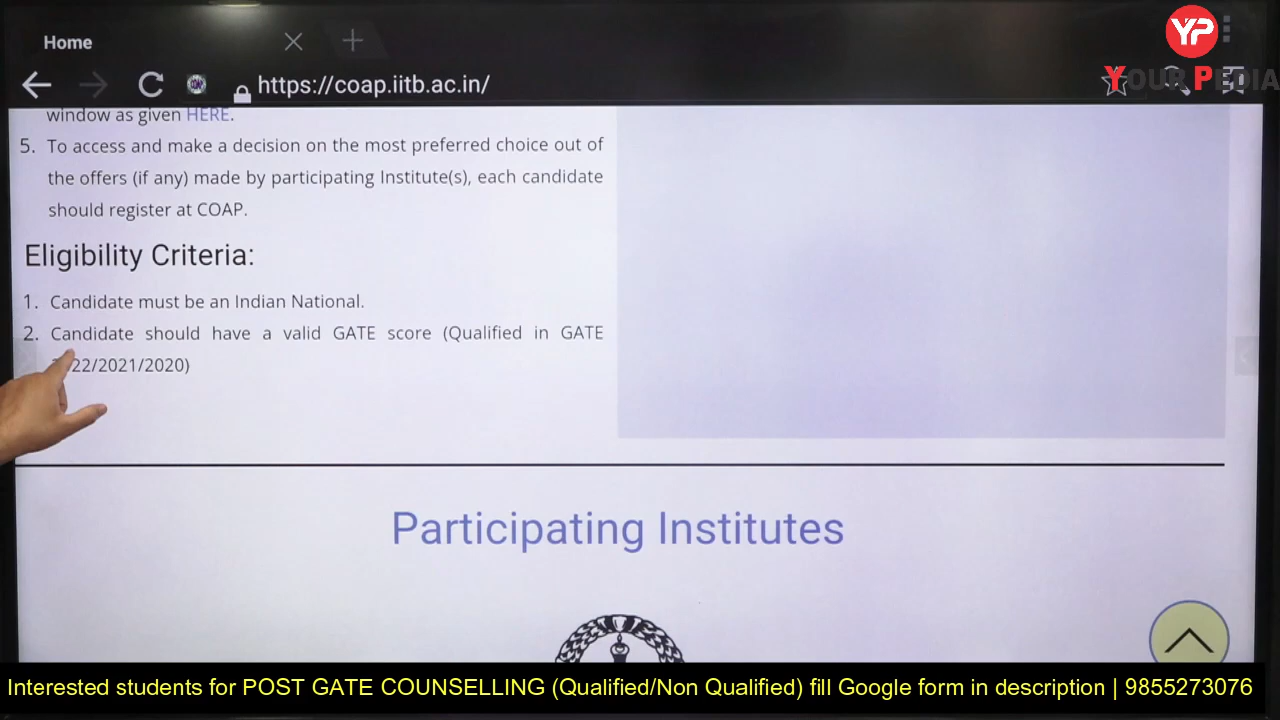 Home
YP
YOUR PEDIA
https://coap.iitb.ac.in/
window as given HERE.
5. To access and make a decision on the most preferred choice out of
the offers (if any) made by participating Institute(s), each candidate
should register at COAP.
Eligibility Criteria:
1. Candidate must be an Indian National.
2. Candidate should have a valid GATE score (Qualified in GATE
22/2021/2020)
Participating Institutes
Interested students for POST GATE COUNSELLING (Qualified/Non Qualified) fill Google form in description | 9855273076